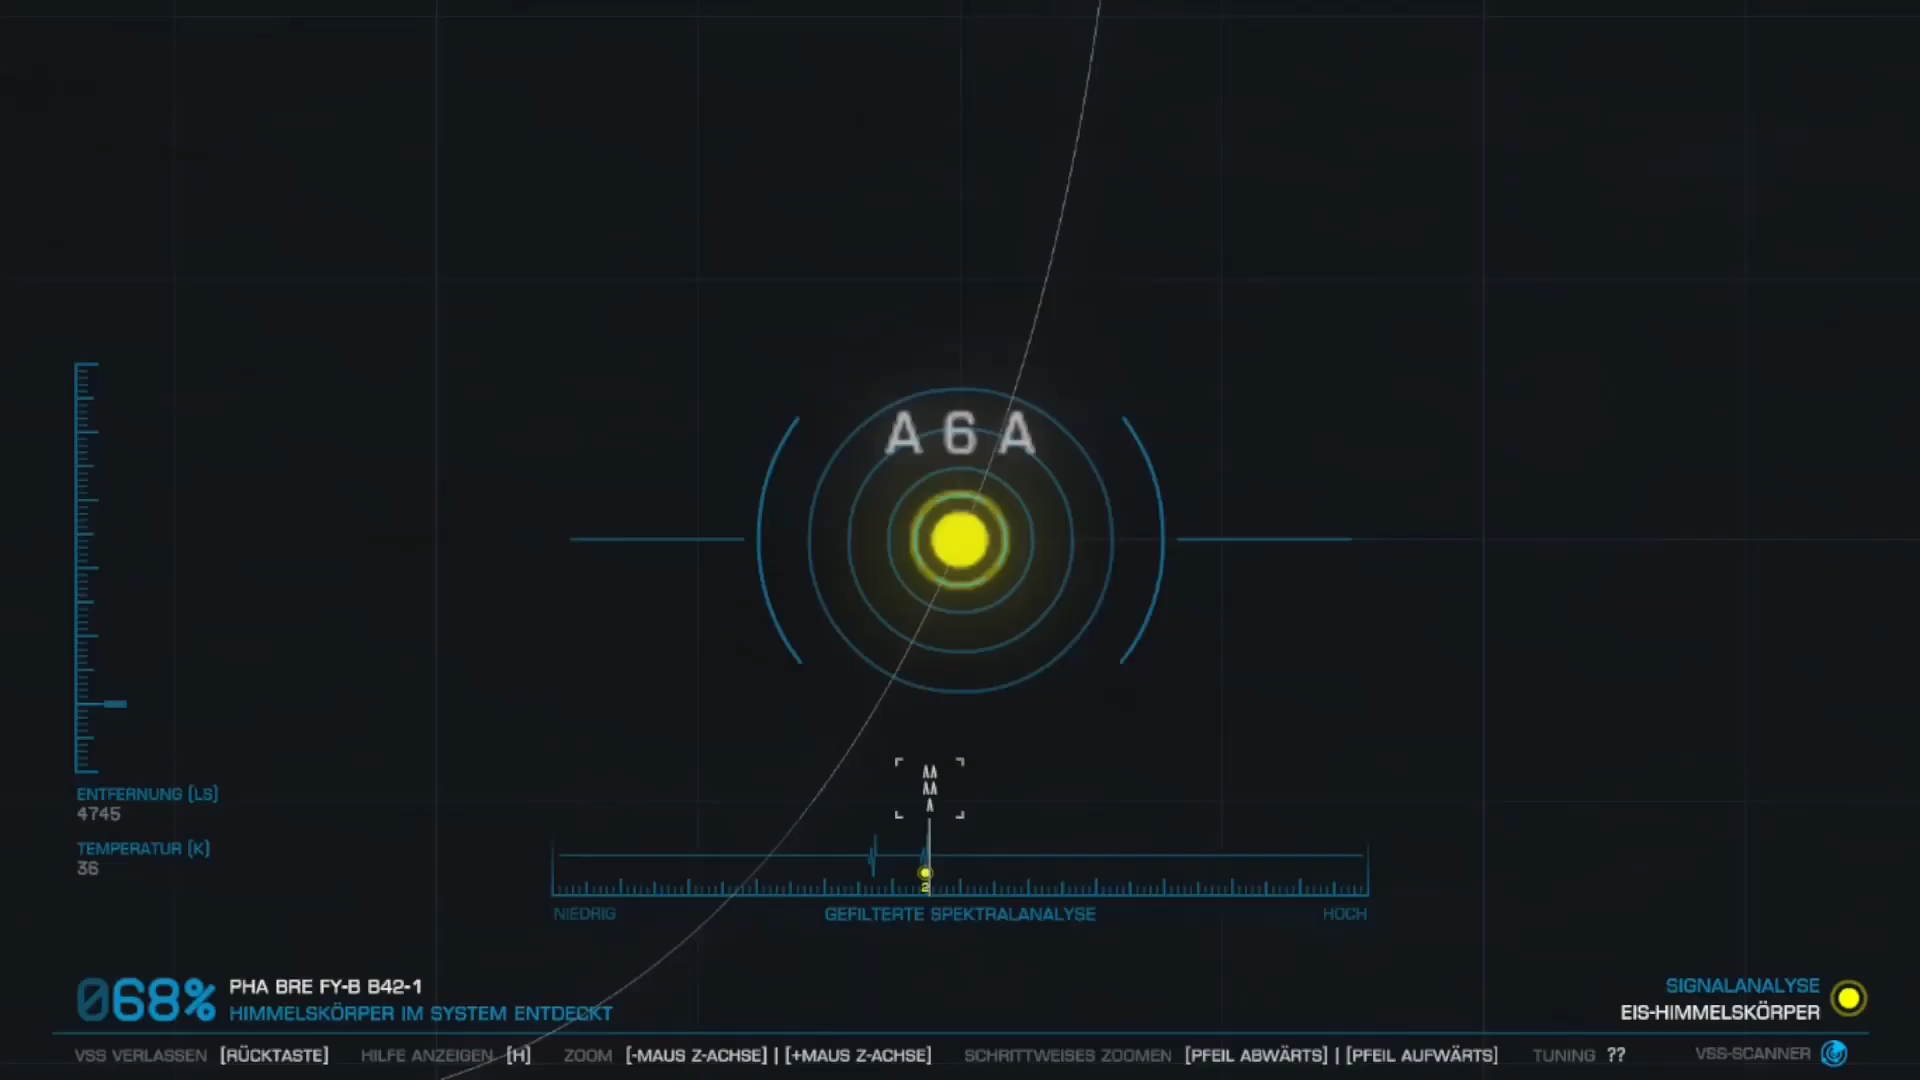 A 6 A
ENTFERNUNG (LS)
4745
TEMPERATUR (K)
36
2
NIEDRIG
GEFILTERTE SPEKTRALANALYSE
HOCH
068% PHA BRE FY-B B42-1
HIMMELSKÖRPER IM SYSTEM ENTDECKT
SIGNALANALYSE
EIS-HIMMELSKÖRPER
VSS VERLASSEN [RÜCKTASTE] HILFE ANZEIGEN [H] ZOOM [-MAUS Z-ACHSE] | [+MAUS Z-ACHSE] SCHRITTWEISES ZOOMEN [PFEIL ABWÄRTS] | [PFEIL AUFWÄRTS] TUNING ?? VSS-SCANNER